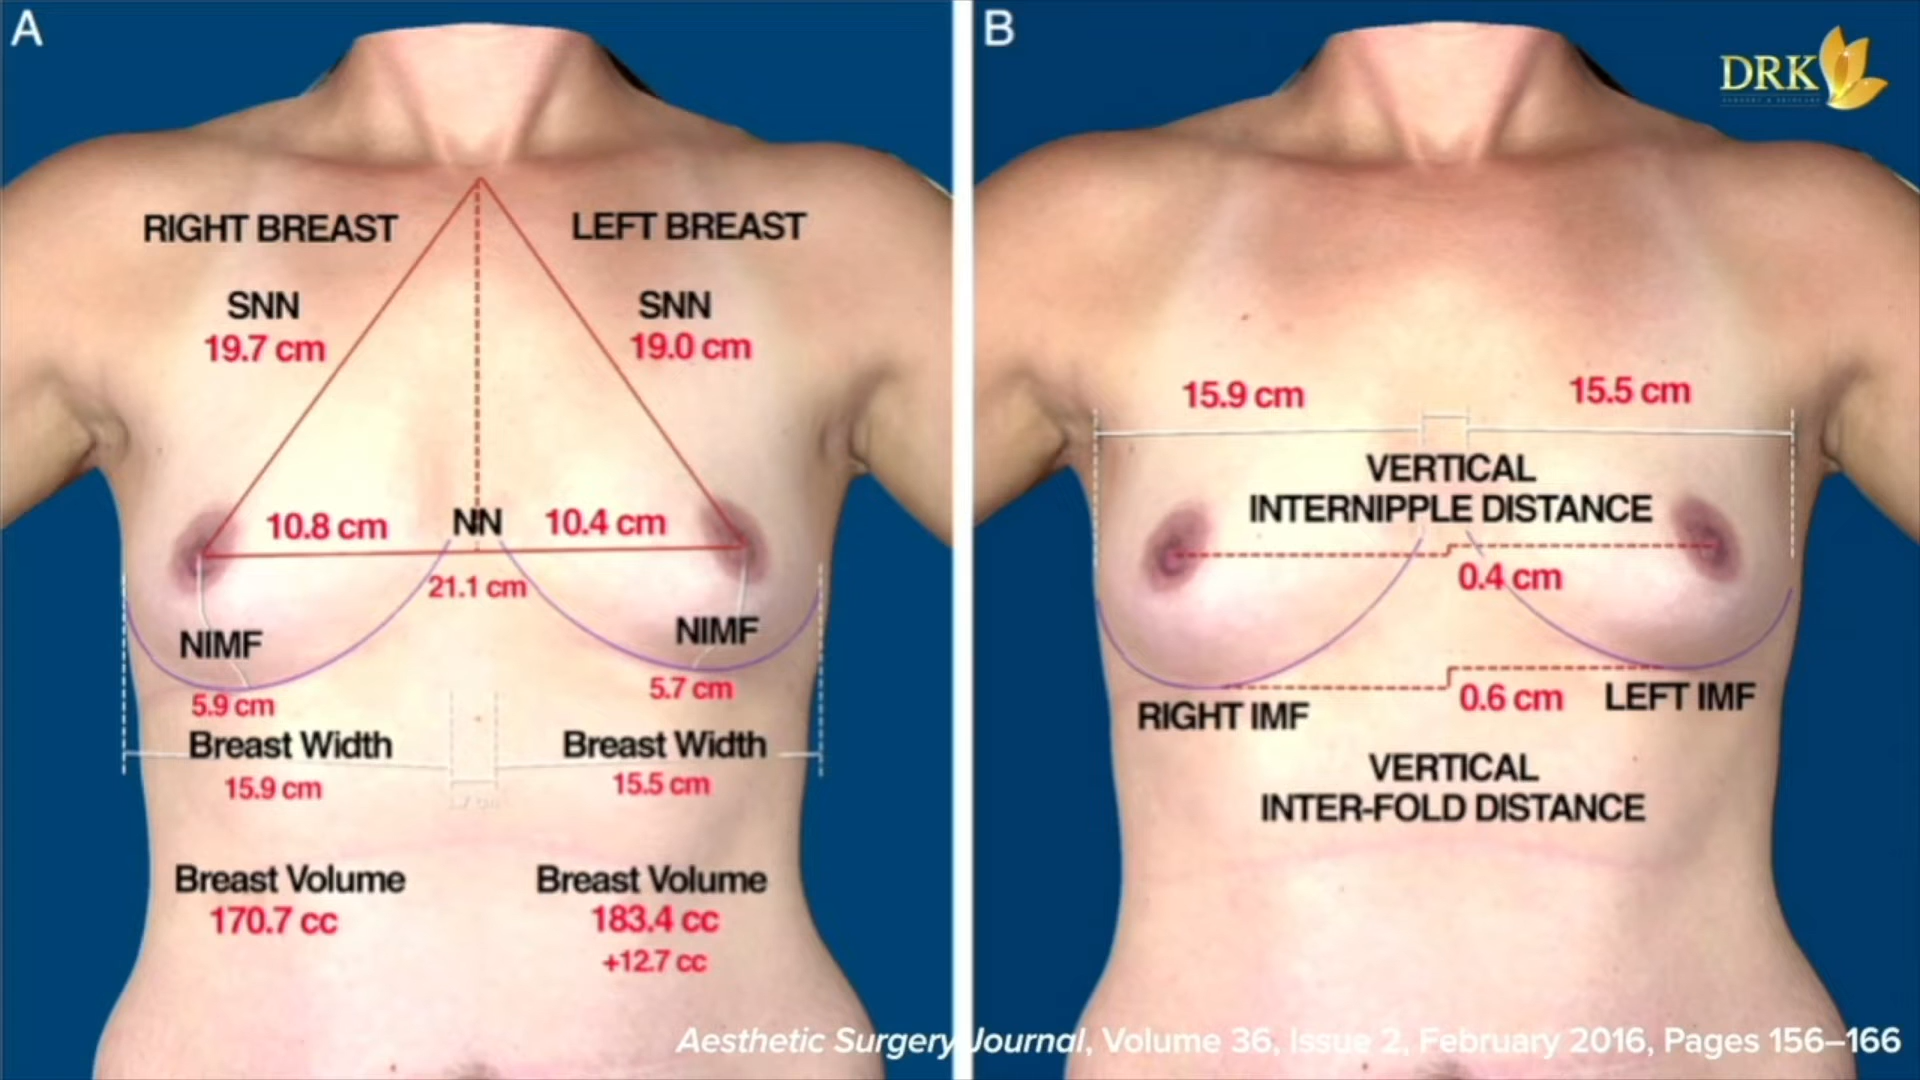 A
RIGHT BREAST
LEFT BREAST
SNN
19.7 cm
SNN
19.0 cm
10.8 cm
NN
10.4 cm
21.1 cm
NIMF
5.9 cm
NIMF
5.7 cm
Breast Width
15.9 cm
Breast Width
15.5 cm
Breast Volume
170.7 cc
Breast Volume
183.4 cc
+12.7 cc
B
DRK
15.9 cm
15.5 cm
VERTICAL
INTERNIPPLE DISTANCE
0.4 cm
0.6 cm
RIGHT IMF
LEFT IMF
VERTICAL
INTER-FOLD DISTANCE
Aesthetic Surgery Journal, Volume 36, Issue 2, February 2016, Pages 156–166